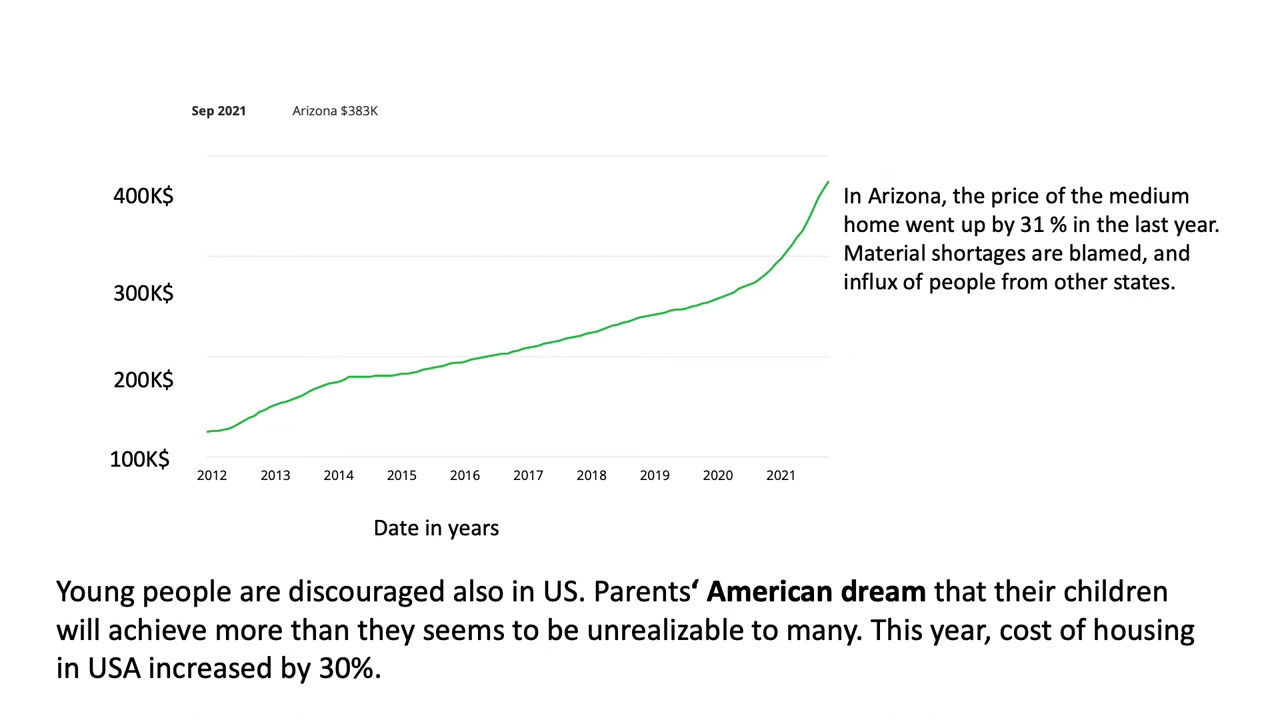 Sep 2021 Arizona $383K
400K$
In Arizona, the price of the medium
home went up by 31 % in the last year.
Material shortages are blamed, and
influx of people from other states.
300K$
200K$
100K$
2012 2013 2014 2015 2016 2017 2018 2019 2020 2021
Date in years
Young people are discouraged also in US. Parents‘ American dream that their children
will achieve more than they seems to be unrealizable to many. This year, cost of housing
in USA increased by 30%.